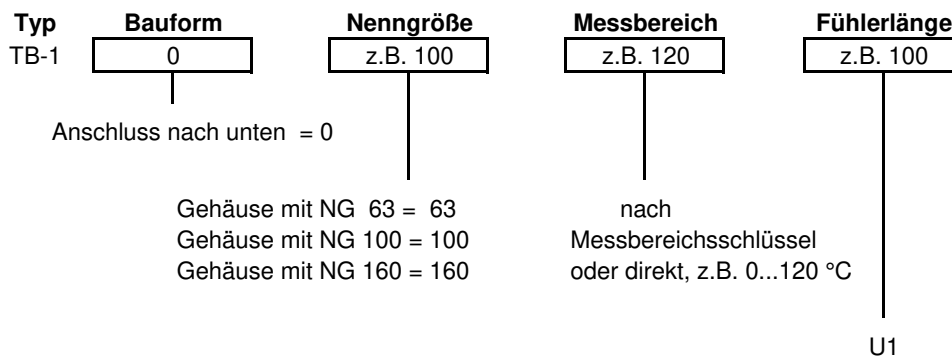 Typ Bauform Nenngröße Messbereich Fühlerlänge
TB-1 0 z.B. 100 z.B. 120 z.B. 100
Anschluss nach unten = 0
Gehäuse mit NG 63 = 63 nach
Gehäuse mit NG 100 = 100 Messbereichsschlüssel
Gehäuse mit NG 160 = 160 oder direkt, z.B. 0...120 °C
U1